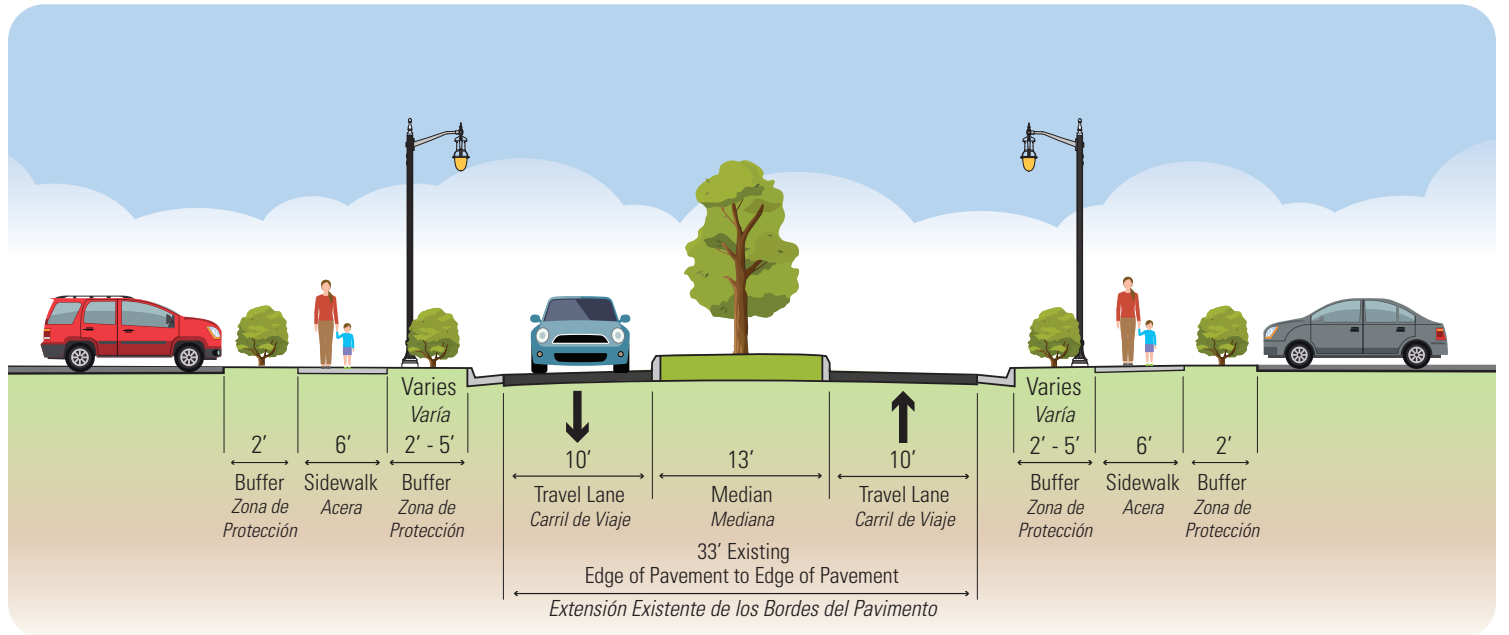 2’
Buffer
Zona de
Protección
6’
Sidewalk
Acera
Varies
Varía
2’ - 5’
Buffer
Zona de
Protección
10’
Travel Lane
Carril de Viaje
13’
Median
Mediana
10’
Travel Lane
Carril de Viaje
33’ Existing
Edge of Pavement to Edge of Pavement
Extensión Existente de los Bordes del Pavimento
Varies
Varía
2’ - 5’
Buffer
Zona de
Protección
6’
Sidewalk
Acera
2’
Buffer
Zona de
Protección